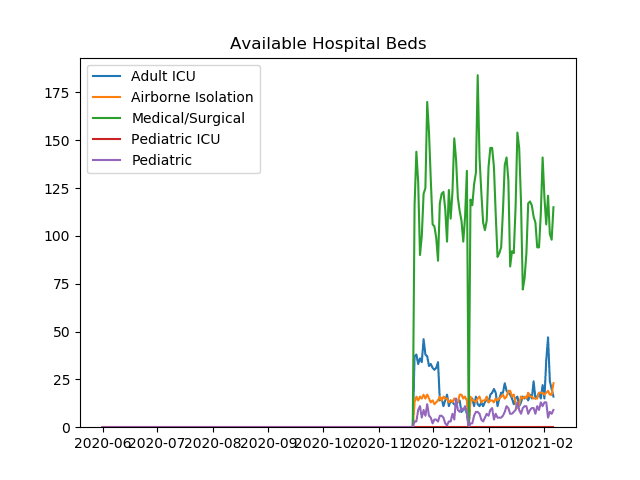 Available Hospital Beds
Adult ICU
Airborne Isolation
Medical/Surgical
Pediatric ICU
Pediatric
175
150
125
100
75
50
25
0
2020-06 2020-07 2020-08 2020-09 2020-10 2020-11 2020-12 2021-01 2021-02